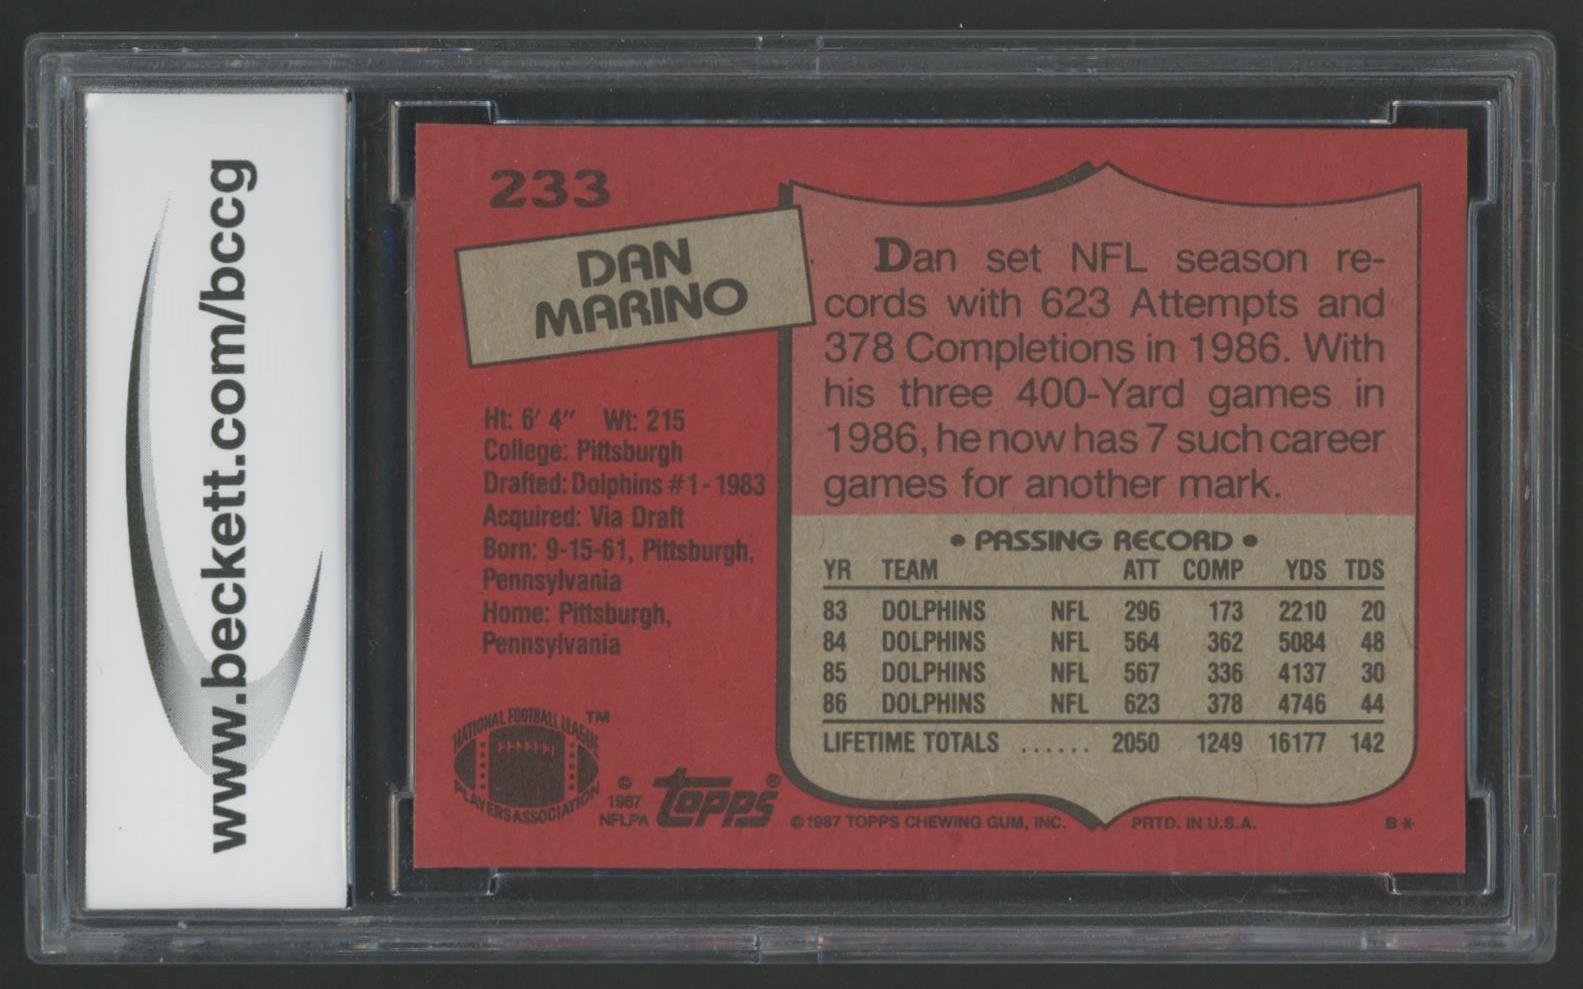 www.beckett.com/bccg
233
DAN
MARINO
Ht: 6' 4" Wt: 215
College: Pittsburgh
Drafted: Dolphins #1 - 1983
Acquired: Via Draft
Born: 9-15-61, Pittsburgh,
Pennsylvania
Home: Pittsburgh,
Pennsylvania
NATIONAL FOOTBALL LEAGUE ™
PLAYERS ASSOCIATION
©
1987
NFLPA
topps®
Dan set NFL season re-
cords with 623 Attempts and
378 Completions in 1986. With
his three 400-Yard games in
1986, he now has 7 such career
games for another mark.
• PASSING RECORD •
YR TEAM ATT COMP YDS TDS
83 DOLPHINS NFL 296 173 2210 20
84 DOLPHINS NFL 564 362 5084 48
85 DOLPHINS NFL 567 336 4137 30
86 DOLPHINS NFL 623 378 4746 44
LIFETIME TOTALS ...... 2050 1249 16177 142
©1987 TOPPS CHEWING GUM, INC. PRTD. IN U.S.A. B*